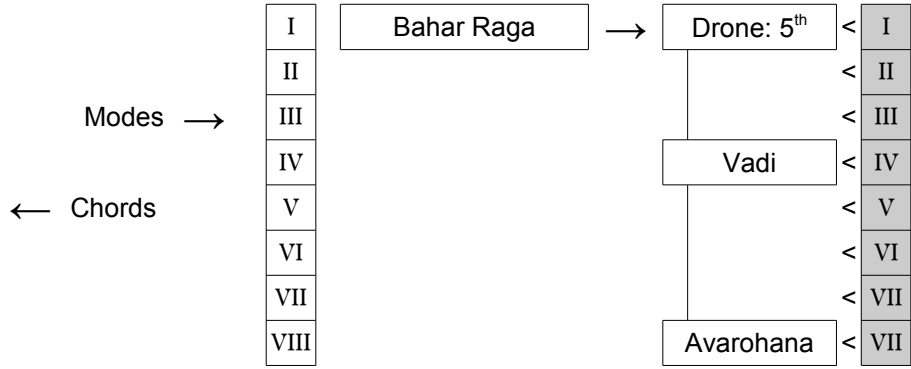 I Bahar Raga → Drone: 5th < I
II < II
Modes → III < III
IV Vadi < IV
← Chords V < V
VI < VI
VII < VII
VIII Avarohana < VII